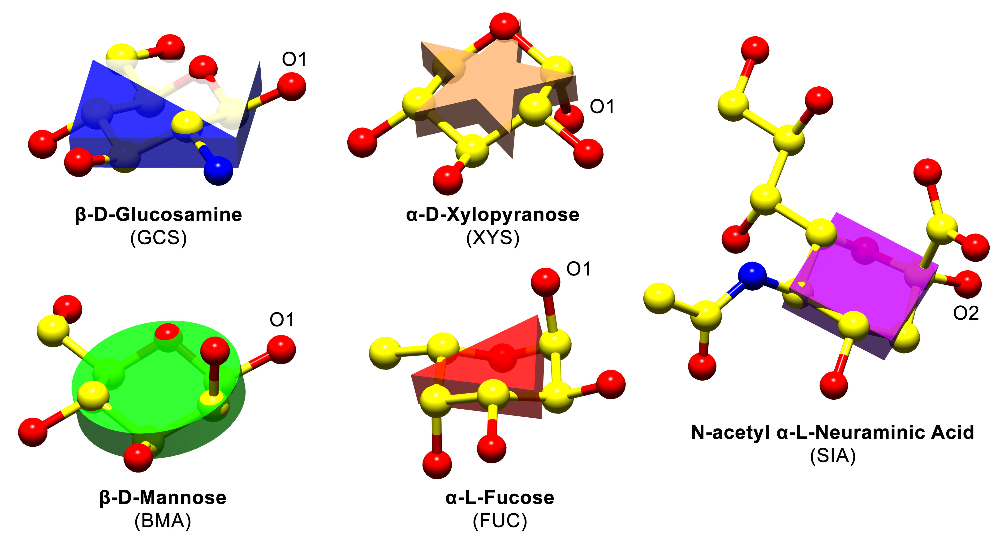 O1
β-D-Glucosamine
(GCS)
O1
α-D-Xylopyranose
(XYS)
O1
β-D-Mannose
(BMA)
O1
α-L-Fucose
(FUC)
O2
N-acetyl α-L-Neuraminic Acid
(SIA)